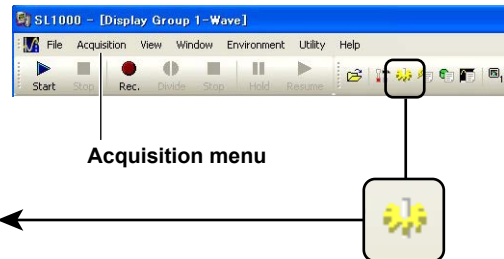 SL1000 - [Display Group 1-Wave]
File Acquisition View Window Environment Utility Help
Start Stop Rec. Divide Stop Hold Resume
Acquisition menu